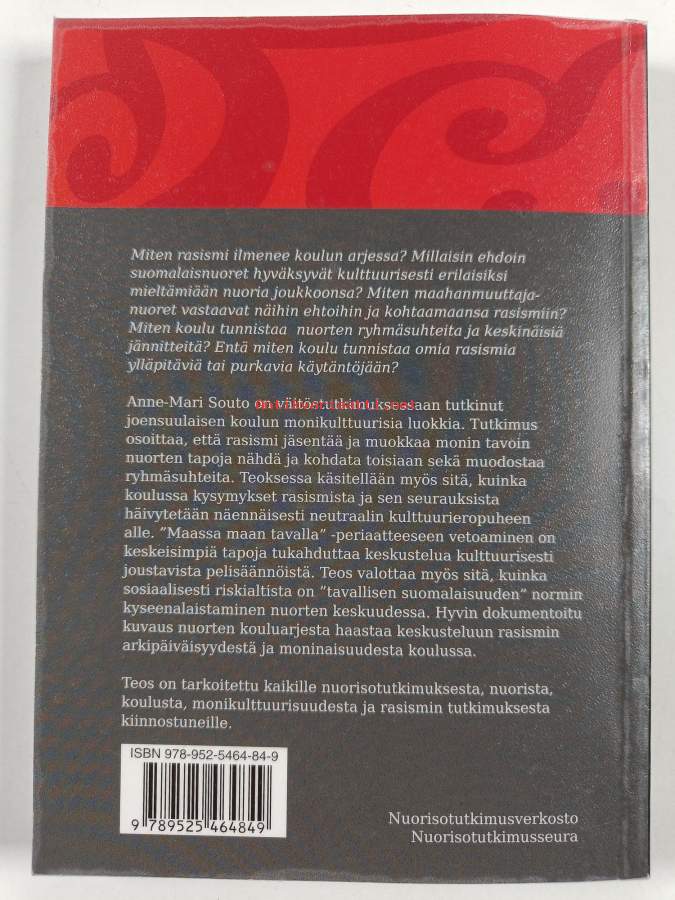 Miten rasismi ilmenee koulun arjessa? Millaisin ehdoin
suomalaisnuoret hyväksyvät kulttuurisesti erilaisiksi
mieltämiään nuoria joukkoonsa? Miten maahanmuuttaja-
nuoret vastaavat näihin ehtoihin ja kohtaamaansa rasismiin?
Miten koulu tunnistaa nuorten ryhmäsuhteita ja keskinäisiä
jännitteitä? Entä miten koulu tunnistaa omia rasismia
ylläpitäviä tai purkavia käytäntöjään?
Anne-Mari Souto on väitöstutkimuksessaan tutkinut
joensuulaisen koulun monikulttuurisia luokkia. Tutkimus
osoittaa, että rasismi jäsentää ja muokkaa monin tavoin
nuorten tapoja nähdä ja kohdata toisiaan sekä muodostaa
ryhmäsuhteita. Teoksessa käsitellään myös sitä, kuinka
koulussa kysymykset rasismista ja sen seurauksista
häivytetään näennäisesti neutraalin kulttuurieropuheen
alle. ”Maassa maan tavalla” -periaatteeseen vetoaminen on
keskeisimpiä tapoja tukahduttaa keskustelua kulttuurisesti
joustavista pelisäännöistä. Teos valottaa myös sitä, kuinka
sosiaalisesti riskialtista on ”tavallisen suomalaisuuden” normin
kyseenalaistaminen nuorten keskuudessa. Hyvin dokumentoitu
kuvaus nuorten kouluarjesta haastaa keskusteluun rasismin
arkipäiväisyydestä ja moninaisuudesta koulussa.
Teos on tarkoitettu kaikille nuorisotutkimuksesta, nuorista,
koulusta, monikulttuurisuudesta ja rasismin tutkimuksesta
kiinnostuneille.
ISBN 978-952-5464-84-9
9 789525 464849
Nuorisotutkimusverkosto
Nuorisotutkimusseura